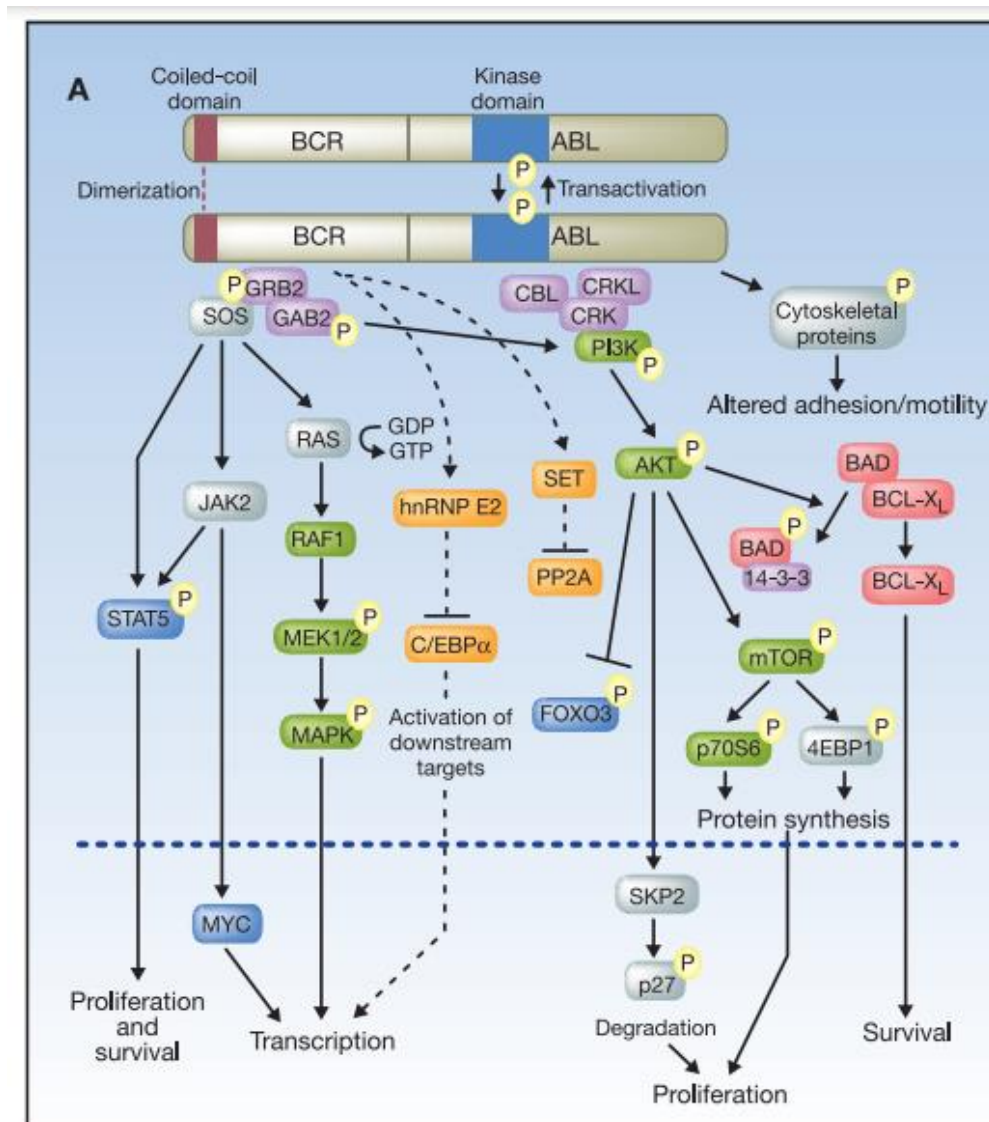 A
Coiled-coil
domain
Kinase
domain
BCR
ABL
P
Dimerization
Transactivation
P
BCR
ABL
P
GRB2
SOS
GAB2
P
CBL
CRKL
CRK
PI3K
P
P
Cytoskeletal
proteins
Altered adhesion/motility
RAS
GDP
GTP
JAK2
hnRNP E2
SET
AKT
P
BAD
BCL-XL
RAF1
PP2A
P
BAD
14-3-3
BCL-XL
STAT5
P
MEK1/2
P
C/EBPα
mTOR
P
FOXO3
P
MAPK
P
Activation of
downstream
targets
p70S6
P
4EBP1
P
Protein synthesis
MYC
SKP2
p27
P
Proliferation
and
survival
Transcription
Degradation
Survival
Proliferation